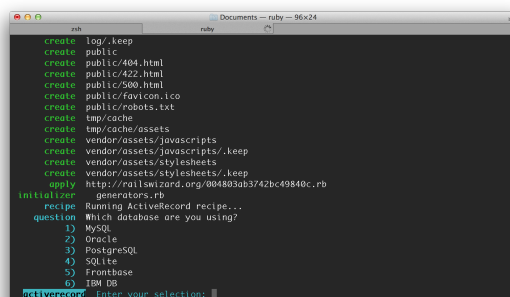 Documents — ruby — 96×24
zsh
ruby
create log/.keep
create public
create public/404.html
create public/422.html
create public/500.html
create public/favicon.ico
create public/robots.txt
create tmp/cache
create tmp/cache/assets
create vendor/assets/javascripts
create vendor/assets/javascripts/.keep
create vendor/assets/stylesheets
create vendor/assets/stylesheets/.keep
apply http://railswizard.org/004803ab3742bc49840c.rb
initializer generators.rb
recipe Running ActiveRecord recipe...
question Which database are you using?
1) MySQL
2) Oracle
3) PostgreSQL
4) SQLite
5) Frontbase
6) IBM DB
activerecord Enter your selection: